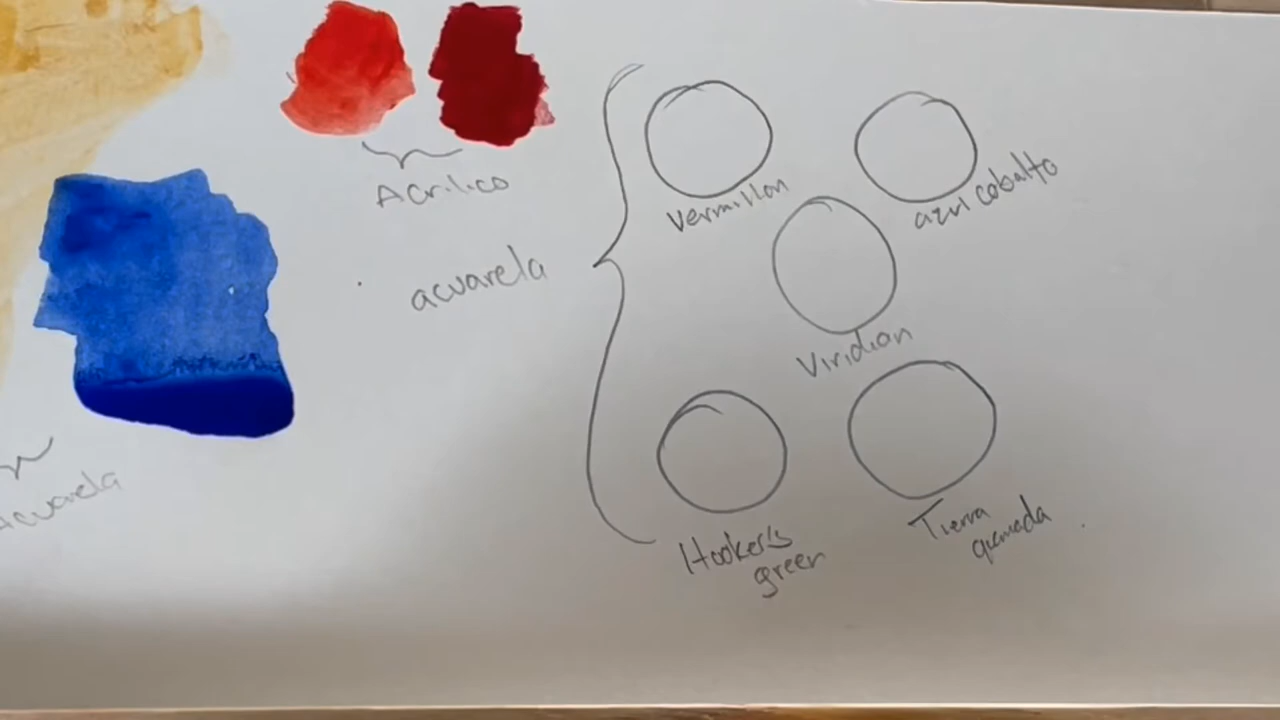 Acrilico
acuarela
Vermillon
azul cobalto
Viridian
Hooker's
green
Tierra
quemada
Acuarela